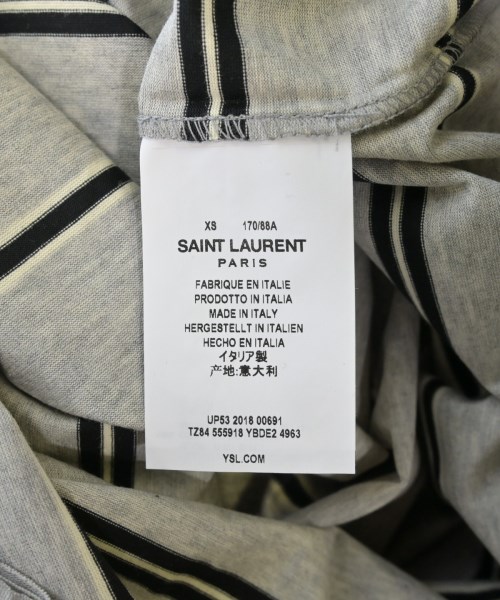 XS 170/88A
SAINT LAURENT
PARIS
FABRIQUE EN ITALIE
PRODOTTO IN ITALIA
MADE IN ITALY
HERGESTELLT IN ITALIEN
HECHO EN ITALIA
イタリア製
产地:意大利
UP53 2018 00691
TZ84 555918 YBDE2 4963
YSL.COM